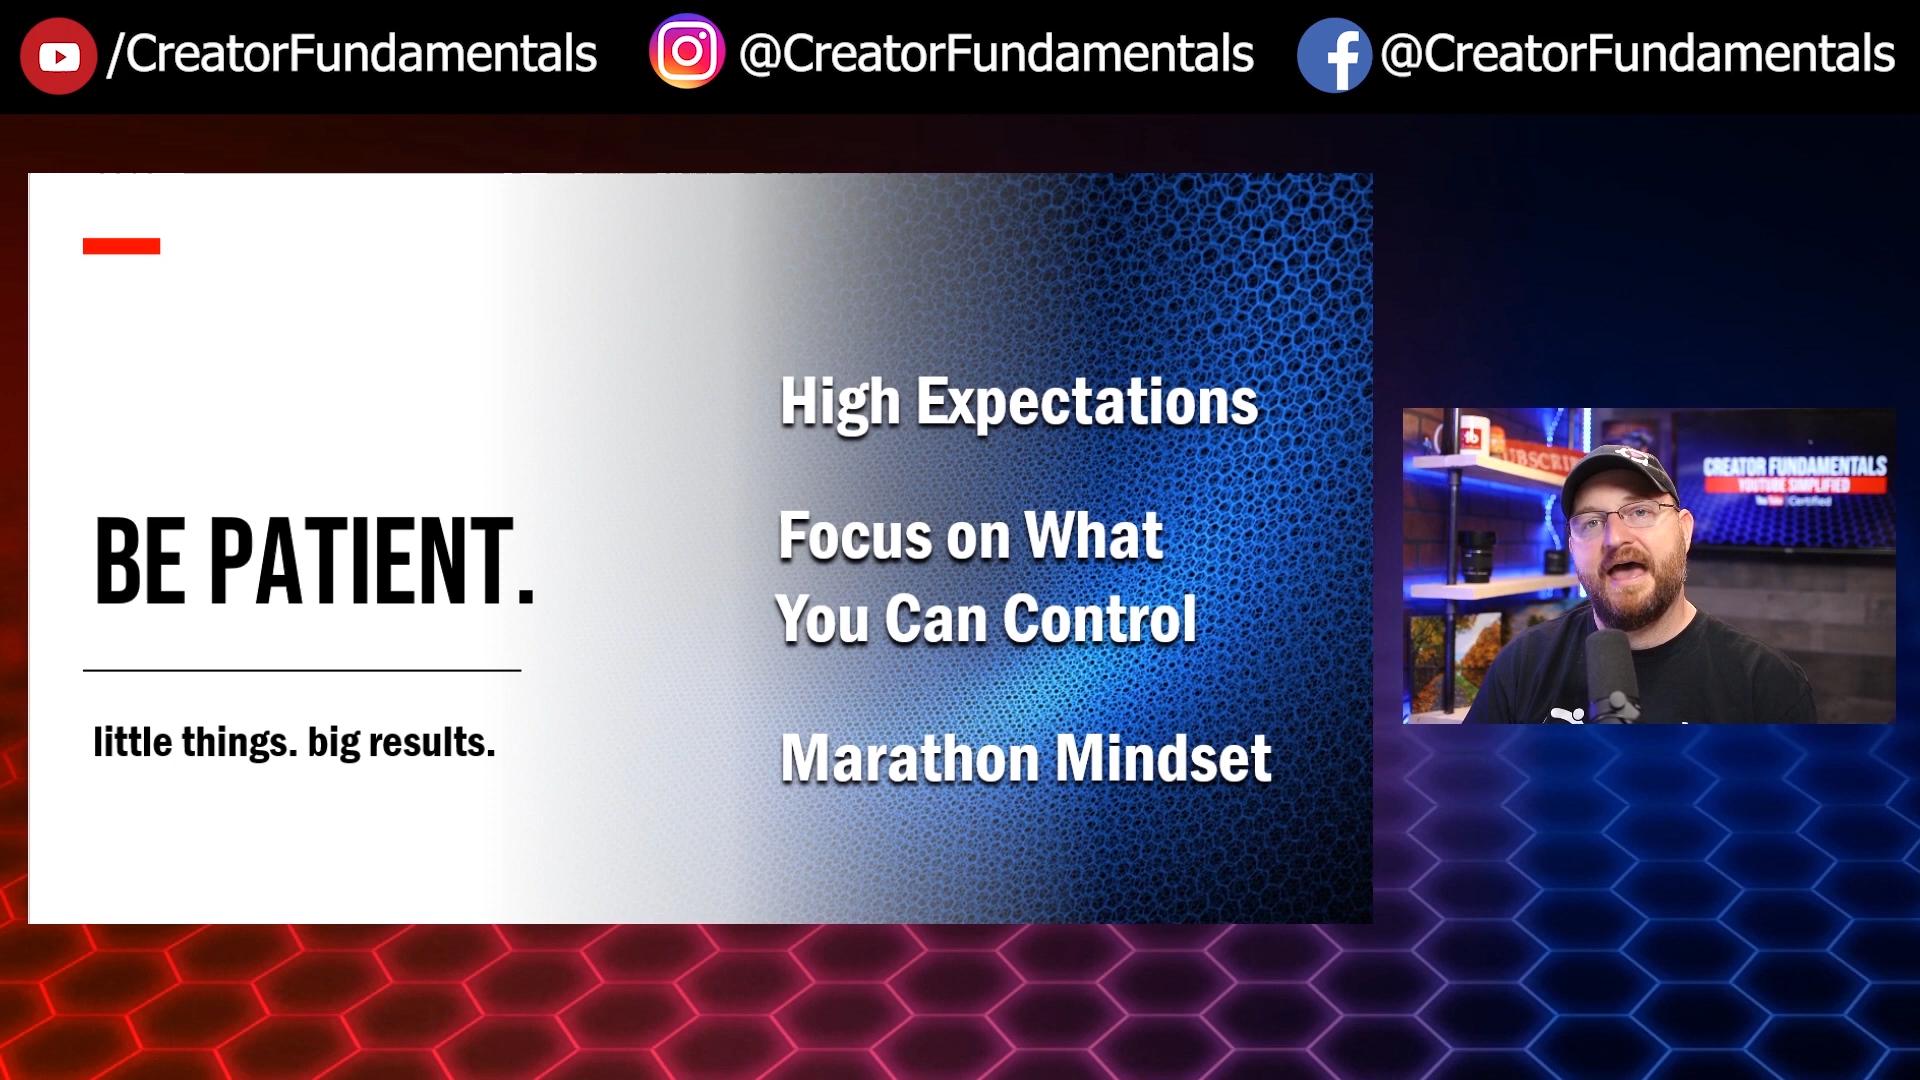 /CreatorFundamentals
@CreatorFundamentals
@CreatorFundamentals
BE PATIENT.
little things. big results.
High Expectations
Focus on What
You Can Control
Marathon Mindset
CREATOR FUNDAMENTALS
YOUTUBE SIMPLIFIED
Certified